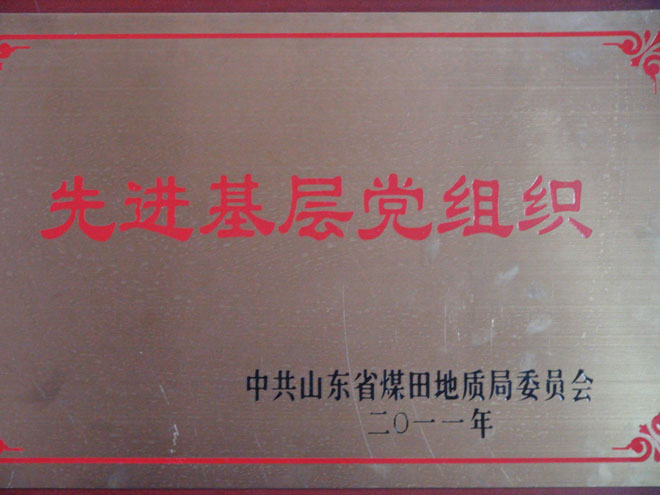 先进基层党组织
中共山东省煤田地质局委员会
二〇一一年